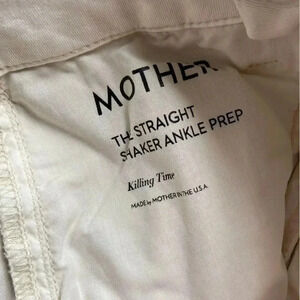 MOTHER
THE STRAIGHT
SHAKER ANKLE PREP
Killing Time
MADE by MOTHER IN THE U.S.A.